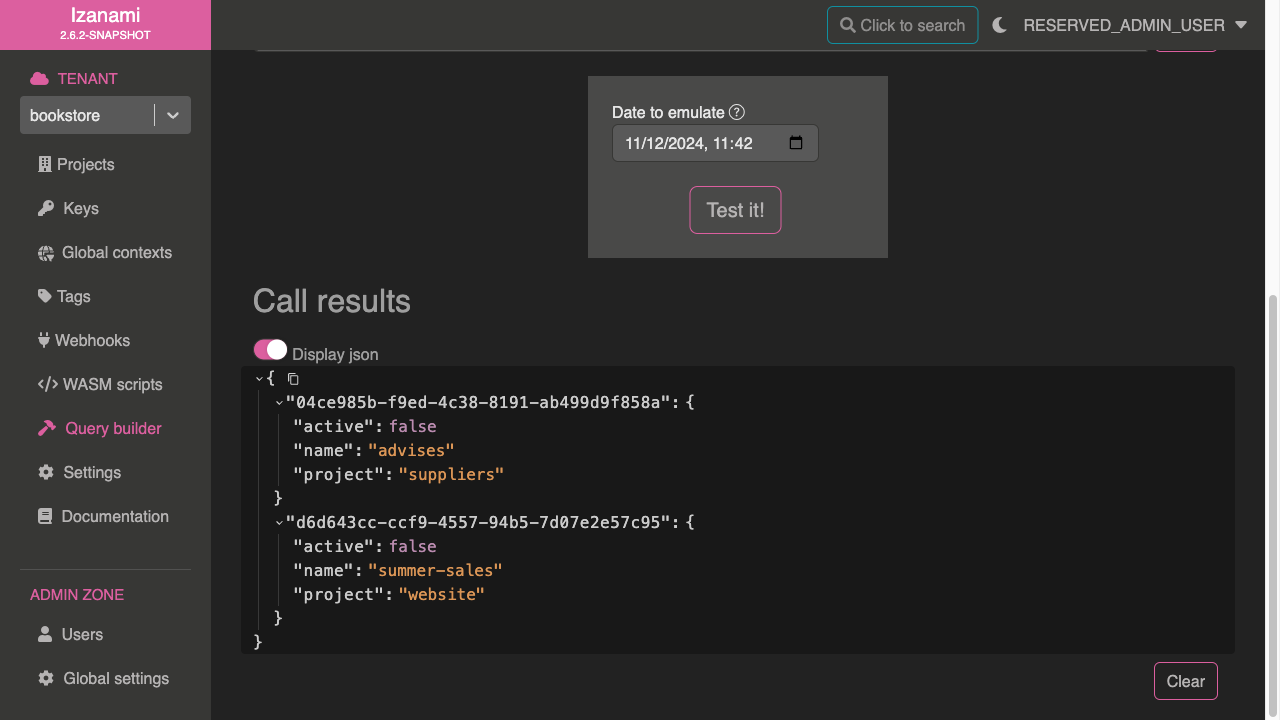 Izanami
2.6.2-SNAPSHOT
Click to search
RESERVED_ADMIN_USER
TENANT
bookstore
Projects
Keys
Global contexts
Tags
Webhooks
WASM scripts
Query builder
Settings
Documentation
ADMIN ZONE
Users
Global settings
Date to emulate ?
11/12/2024, 11:42
Test it!
Call results
Display json
{
"04ce985b-f9ed-4c38-8191-ab499d9f858a": {
"active": false
"name": "advises"
"project": "suppliers"
}
"d6d643cc-ccf9-4557-94b5-7d07e2e57c95": {
"active": false
"name": "summer-sales"
"project": "website"
}
}
Clear